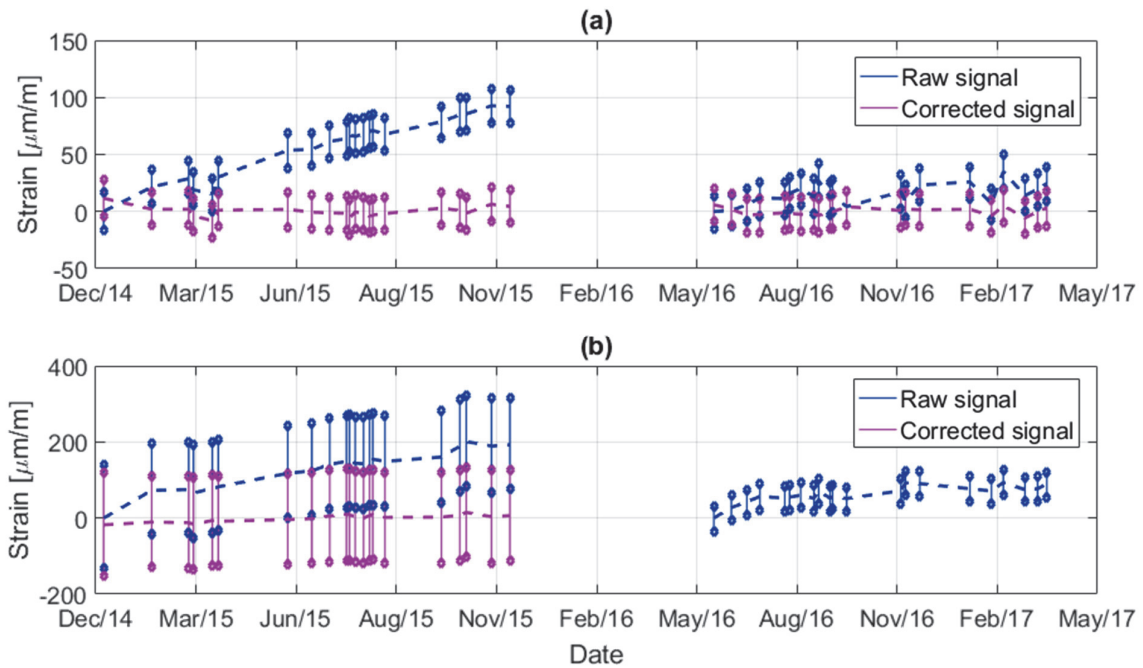 (a)
150
100
50
0
-50
Strain [μm/m]
Raw signal
Corrected signal
Dec/14 Mar/15 Jun/15 Aug/15 Nov/15 Feb/16 May/16 Aug/16 Nov/16 Feb/17 May/17
(b)
400
200
0
-200
Strain [μm/m]
Raw signal
Corrected signal
Dec/14 Mar/15 Jun/15 Aug/15 Nov/15 Feb/16 May/16 Aug/16 Nov/16 Feb/17 May/17
Date